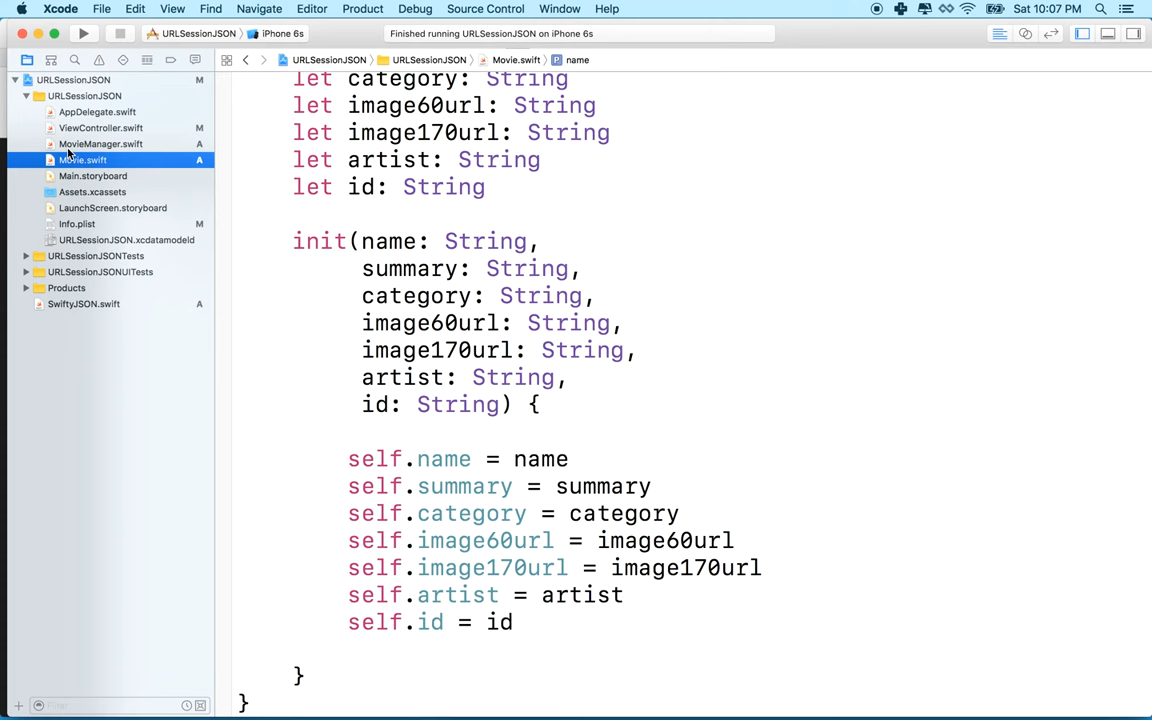 Xcode File Edit View Find Navigate Editor Product Debug Source Control Window Help Sat 10:07 PM
URLSessionJSON iPhone 6s Finished running URLSessionJSON on iPhone 6s
URLSessionJSON URLSessionJSON Movie.swift P name
URLSessionJSON M
URLSessionJSON
AppDelegate.swift
ViewController.swift M
MovieManager.swift A
Movie.swift A
Main.storyboard
Assets.xcassets
LaunchScreen.storyboard
Info.plist M
URLSessionJSON.xcdatamodeld
URLSessionJSONTests
URLSessionJSONUITests
Products
SwiftyJSON.swift A
Filter
let category: String
let image60url: String
let image170url: String
let artist: String
let id: String
init(name: String,
summary: String,
category: String,
image60url: String,
image170url: String,
artist: String,
id: String) {
self.name = name
self.summary = summary
self.category = category
self.image60url = image60url
self.image170url = image170url
self.artist = artist
self.id = id
}
}